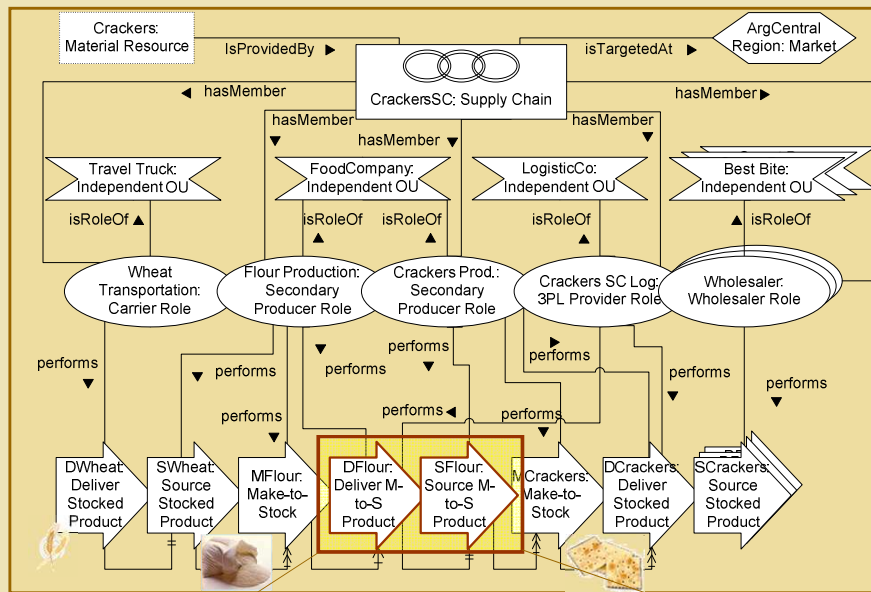 Crackers:
Material Resource
IsProvidedBy
isTargetedAt
ArgCentral
Region: Market
CrackersSC: Supply Chain
hasMember
hasMember
hasMember
hasMember
hasMember
Travel Truck:
Independent OU
FoodCompany:
Independent OU
LogisticCo:
Independent OU
Best Bite:
Independent OU
isRoleOf
isRoleOf
isRoleOf
isRoleOf
isRoleOf
Wheat
Transportation:
Carrier Role
Flour Production:
Secondary
Producer Role
Crackers Prod.:
Secondary
Producer Role
Crackers SC Log:
3PL Provider Role
Wholesaler:
Wholesaler Role
performs
performs
performs
performs
performs
performs
performs
performs
performs
performs
DWheat:
Deliver
Stocked
Product
SWheat:
Source
Stocked
Product
MFlour:
Make-to-
Stock
DFlour:
Deliver M-
to-S
Product
SFlour:
Source M-
to-S
Product
MCrackers:
Make-to-
Stock
DCrackers:
Deliver
Stocked
Product
SCrackers:
Source
Stocked
Product